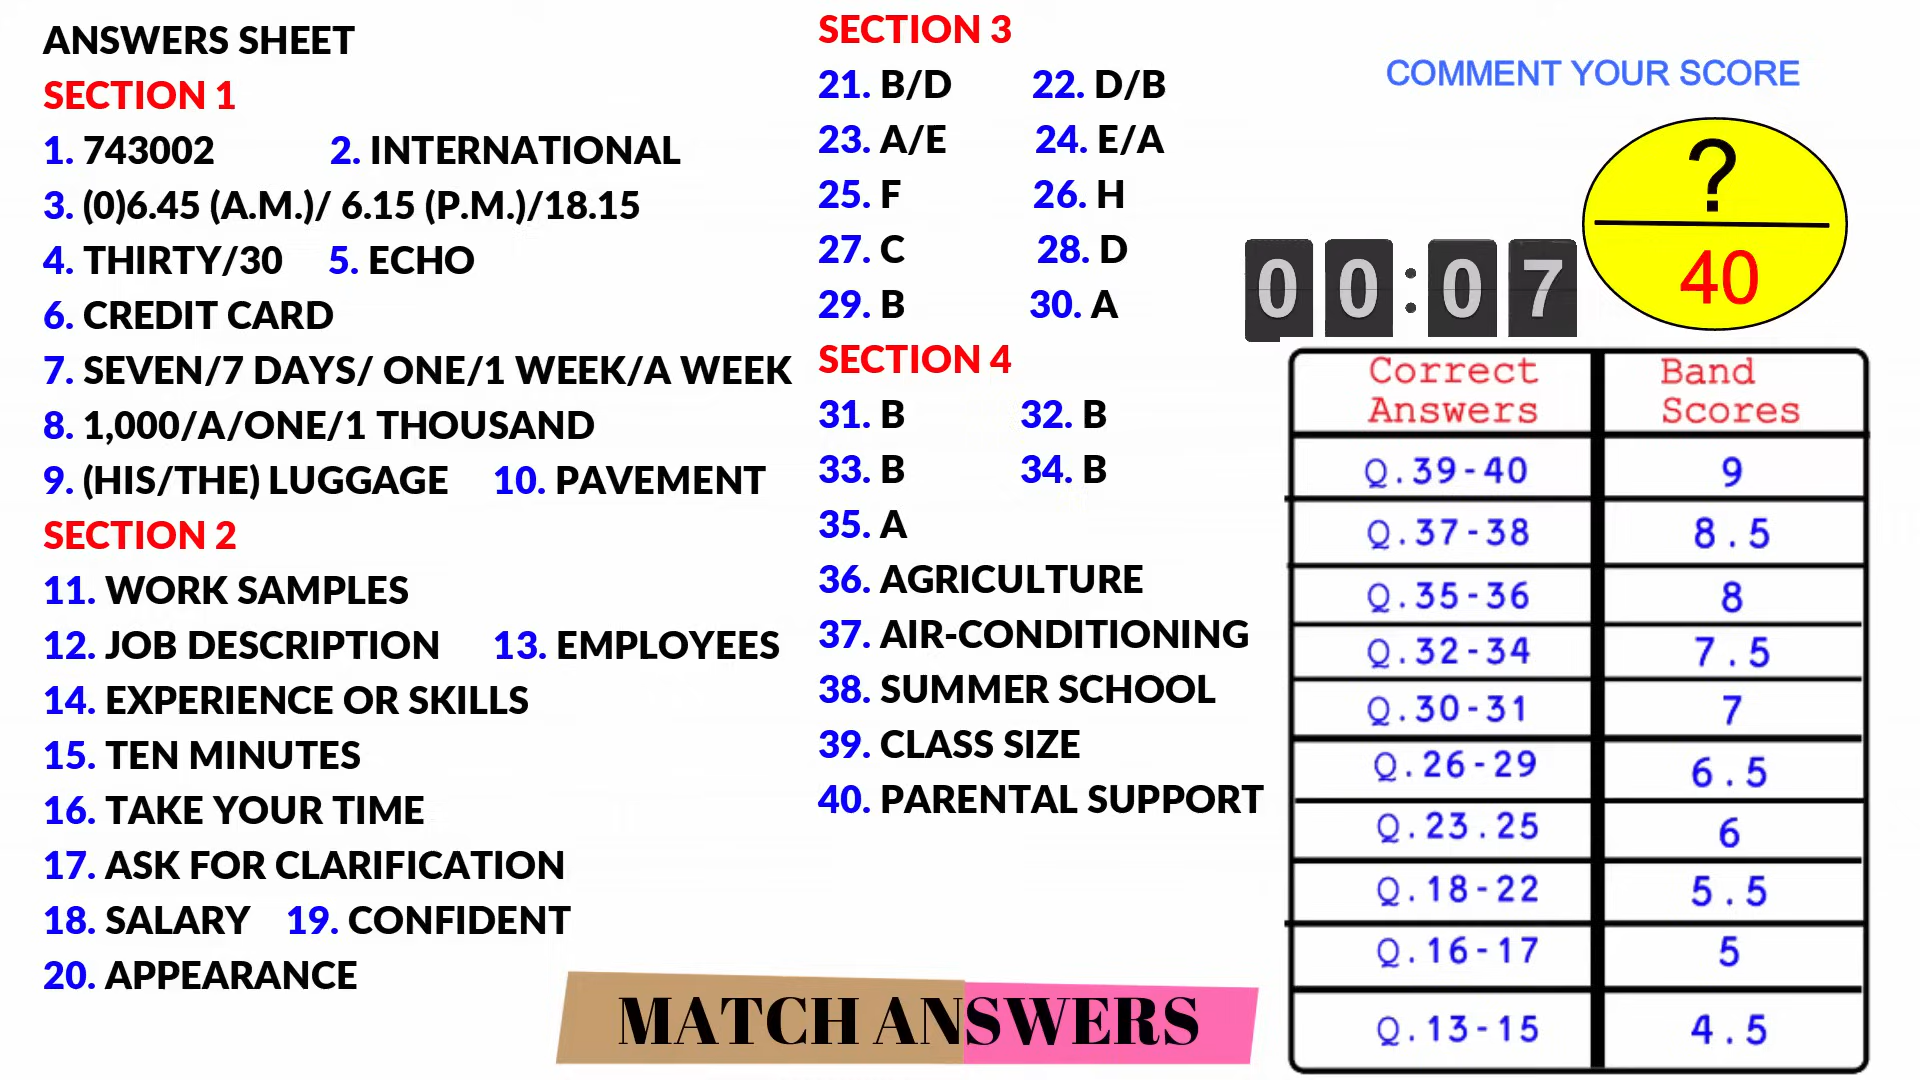 ANSWERS SHEET
SECTION 1
1. 743002 2. INTERNATIONAL
3. (0)6.45 (A.M.)/ 6.15 (P.M.)/18.15
4. THIRTY/30 5. ECHO
6. CREDIT CARD
7. SEVEN/7 DAYS/ ONE/1 WEEK/A WEEK
8. 1,000/A/ONE/1 THOUSAND
9. (HIS/THE) LUGGAGE 10. PAVEMENT
SECTION 2
11. WORK SAMPLES
12. JOB DESCRIPTION 13. EMPLOYEES
14. EXPERIENCE OR SKILLS
15. TEN MINUTES
16. TAKE YOUR TIME
17. ASK FOR CLARIFICATION
18. SALARY 19. CONFIDENT
20. APPEARANCE
SECTION 3
21. B/D 22. D/B
23. A/E 24. E/A
25. F 26. H
27. C 28. D
29. B 30. A
SECTION 4
31. B 32. B
33. B 34. B
35. A
36. AGRICULTURE
37. AIR-CONDITIONING
38. SUMMER SCHOOL
39. CLASS SIZE
40. PARENTAL SUPPORT
MATCH ANSWERS
COMMENT YOUR SCORE
?
40
00:07
Correct Answers Band Scores
Q.39-40 9
Q.37-38 8.5
Q.35-36 8
Q.32-34 7.5
Q.30-31 7
Q.26-29 6.5
Q.23.25 6
Q.18-22 5.5
Q.16-17 5
Q.13-15 4.5